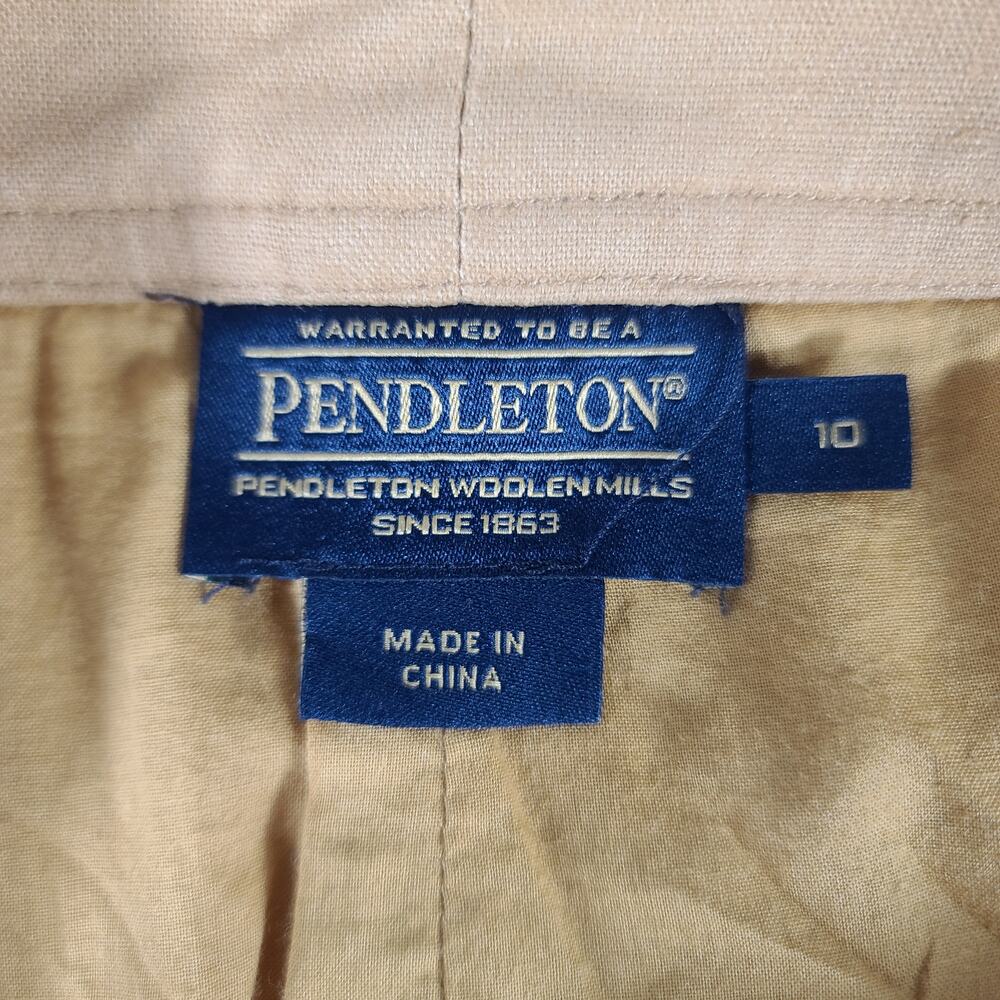 WARRANTED TO BE A
PENDLETON®
10
PENDLETON WOOLEN MILLS
SINCE 1863
MADE IN
CHINA